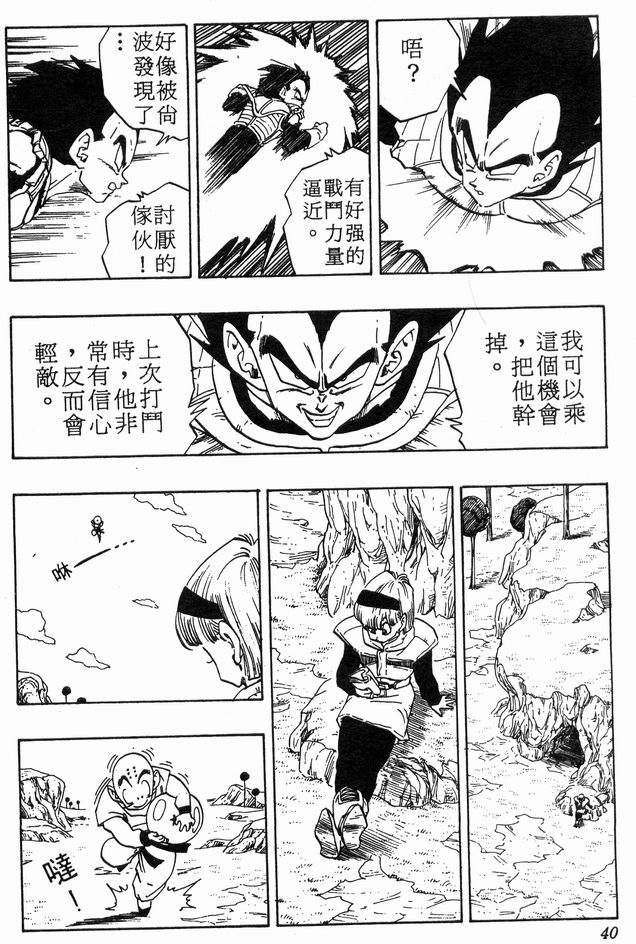 唔?
有好强的
戰鬥力量
逼近。
好像被尙
波發現了
…
討厭的
傢伙!
我可以乘
這個機會
,把他幹
掉。
上次打鬥
時,他非
常有信心
,反而會
輕敵。
咻
噠!
40